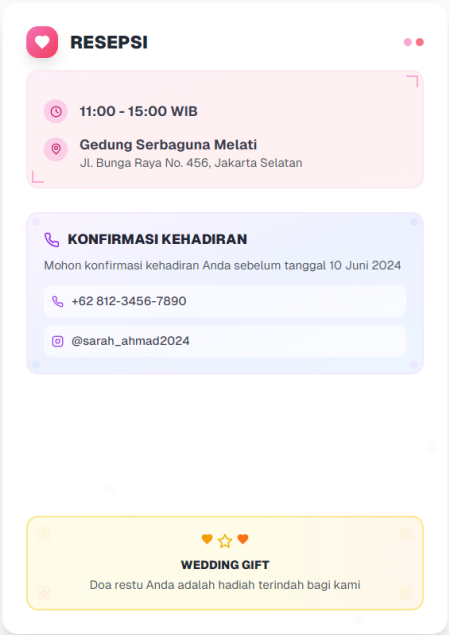 RESEPSI
11:00 - 15:00 WIB
Gedung Serbaguna Melati
Jl. Bunga Raya No. 456, Jakarta Selatan
KONFIRMASI KEHADIRAN
Mohon konfirmasi kehadiran Anda sebelum tanggal 10 Juni 2024
+62 812-3456-7890
@sarah_ahmad2024
WEDDING GIFT
Doa restu Anda adalah hadiah terindah bagi kami